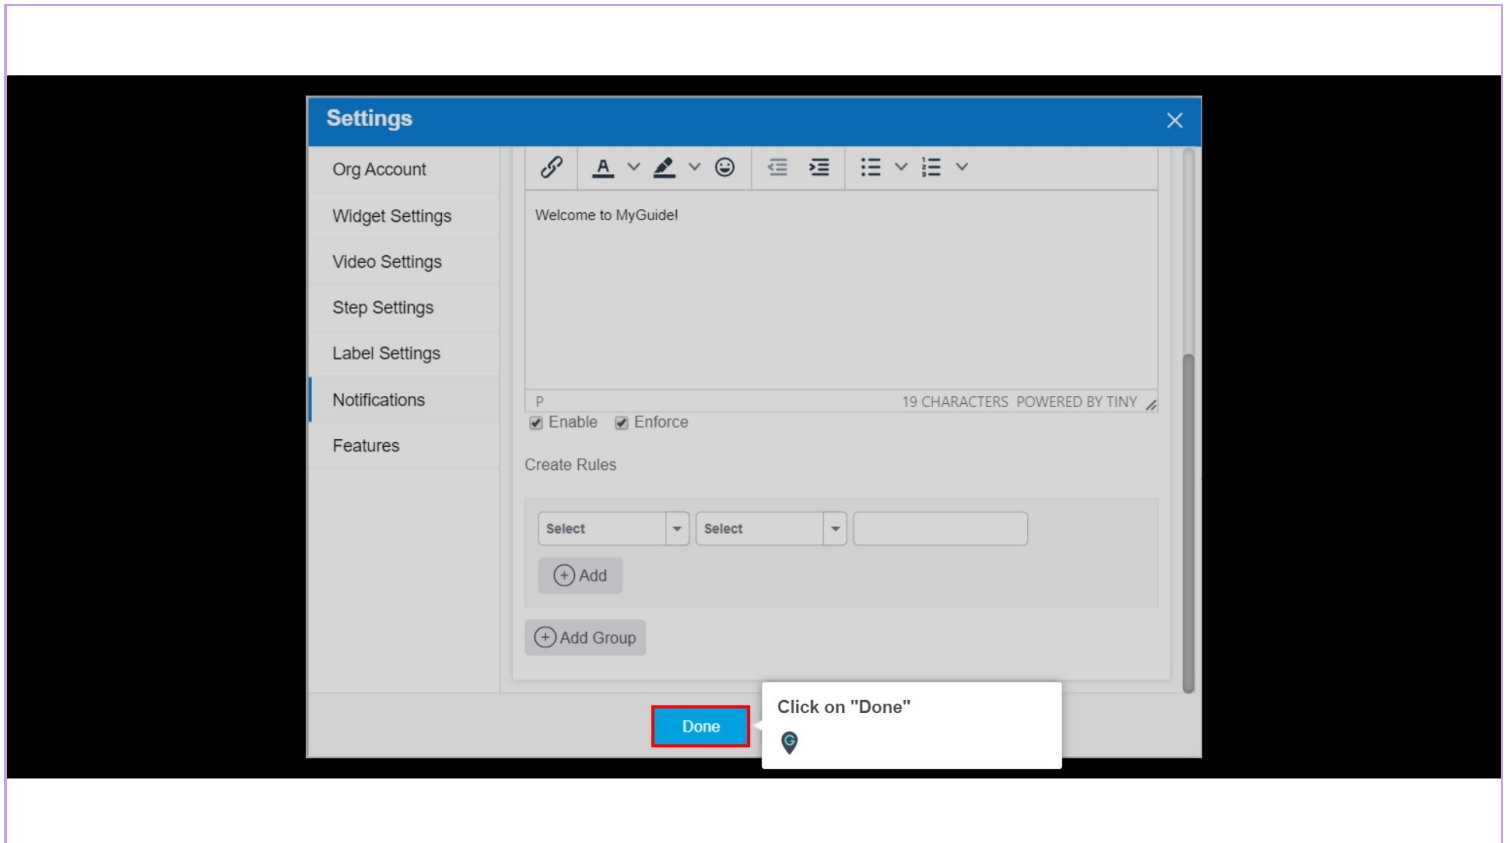 Settings
Org Account
Widget Settings
Video Settings
Step Settings
Label Settings
Notifications
Features
A
Welcome to MyGuide!
P 19 CHARACTERS POWERED BY TINY
Enable Enforce
Create Rules
Select Select
Add
Add Group
Done
Click on "Done"
G